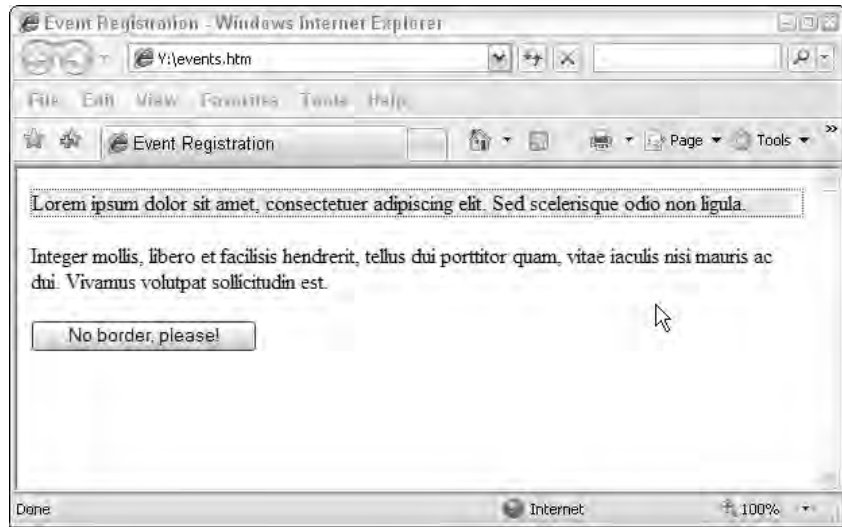 Event Registration - Windows Internet Explorer
Y:\events.htm
File Edit View Favorites Tools Help
Event Registration
Page Tools »
Lorem ipsum dolor sit amet, consectetuer adipiscing elit. Sed scelerisque odio non ligula.
Integer mollis, libero et facilisis hendrerit, tellus dui porttitor quam, vitae iaculis nisi mauris ac
dui. Vivamus volutpat sollicitudin est.
No border, please!
Done Internet 100%